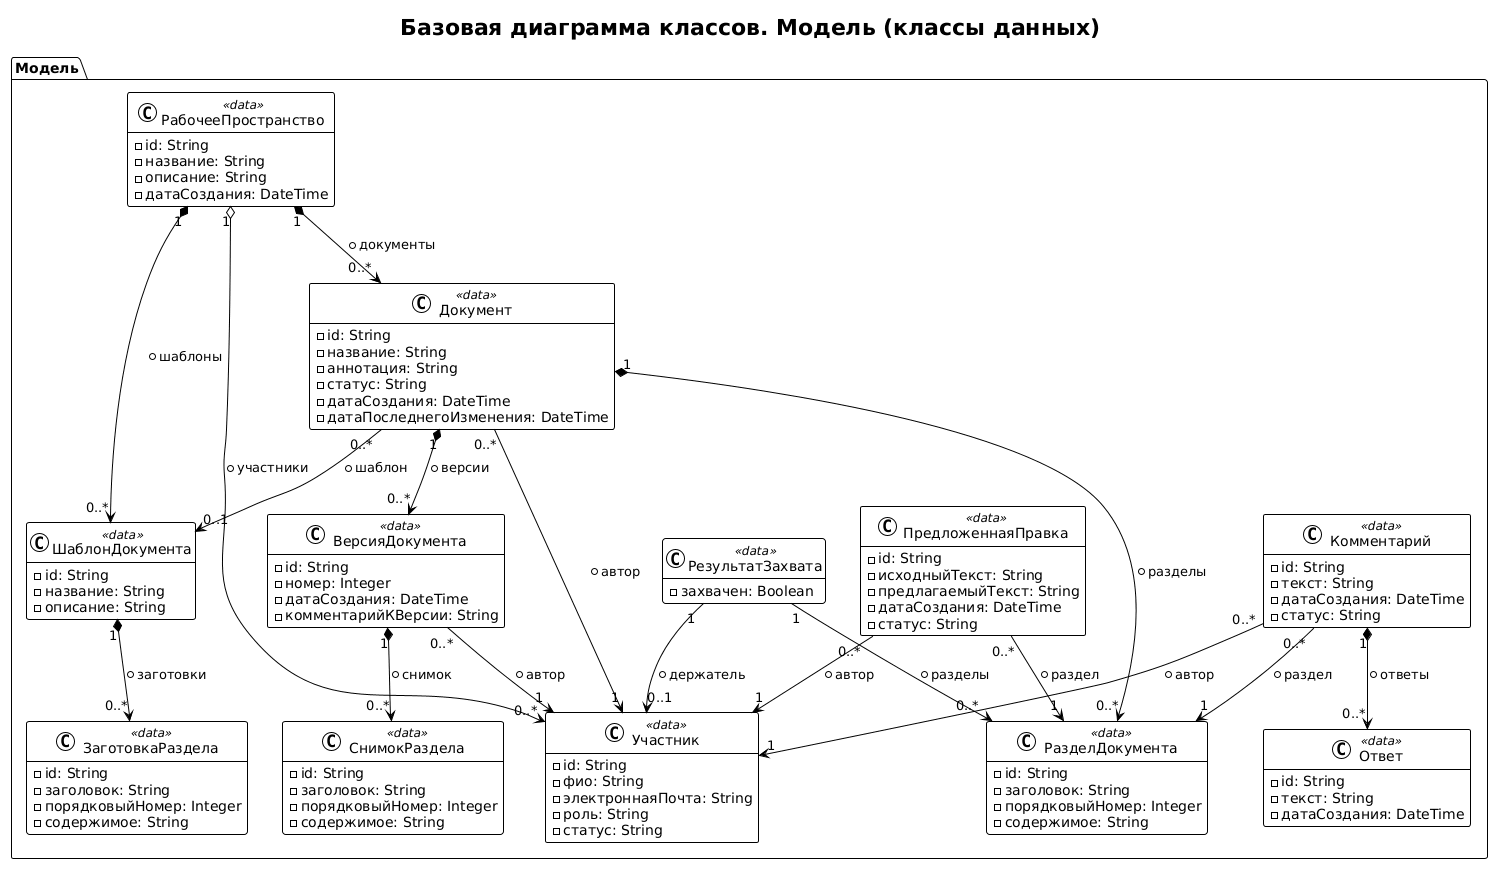 Базовая диаграмма классов. Модель (классы данных)
Модель
C
«data»
РабочееПространство
id: String
название: String
описание: String
датаСоздания: DateTime
1
1
1
документы
0..*
C
«data»
Документ
id: String
название: String
аннотация: String
статус: String
датаСоздания: DateTime
датаПоследнегоИзменения: DateTime
1
шаблоны
0..*
1
0..*
участники
шаблон
версии
0..*
0..*
0..1
автор
разделы
C
«data»
ШаблонДокумента
id: String
название: String
описание: String
C
«data»
ВерсияДокумента
id: String
номер: Integer
датаСоздания: DateTime
комментарийКВерсии: String
C
«data»
РезультатЗахвата
захвачен: Boolean
C
«data»
ПредложеннаяПравка
id: String
исходныйТекст: String
предлагаемыйТекст: String
датаСоздания: DateTime
статус: String
C
«data»
Комментарий
id: String
текст: String
датаСоздания: DateTime
статус: String
1
1
0..*
1
1
0..*
0..*
0..*
0..*
1
заготовки
снимок
автор
держатель
автор
разделы
раздел
автор
раздел
ответы
0..*
0..*
0..*
1
1
0..1
1
0..*
1
0..*
1
0..*
1
C
«data»
ЗаготовкаРаздела
id: String
заголовок: String
порядковыйНомер: Integer
содержимое: String
C
«data»
СнимокРаздела
id: String
заголовок: String
порядковыйНомер: Integer
содержимое: String
C
«data»
Участник
id: String
фио: String
электроннаяПочта: String
роль: String
статус: String
C
«data»
РазделДокумента
id: String
заголовок: String
порядковыйНомер: Integer
содержимое: String
C
«data»
Ответ
id: String
текст: String
датаСоздания: DateTime